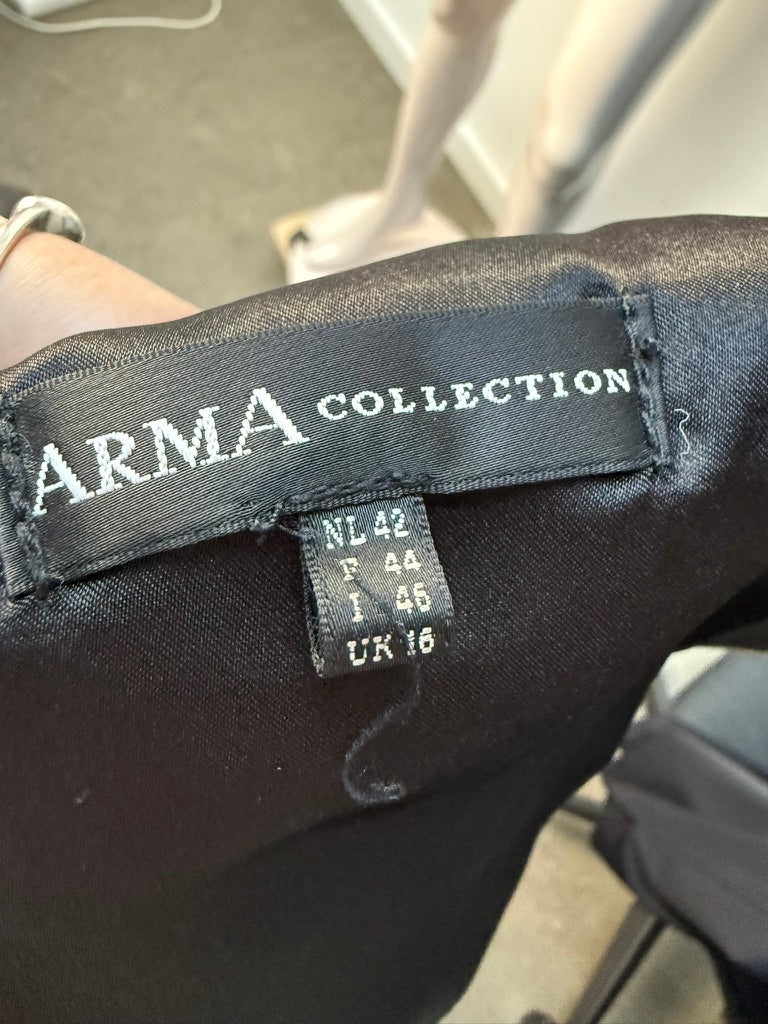 ARMA COLLECTION
NL 42
F 44
I 46
UK 16